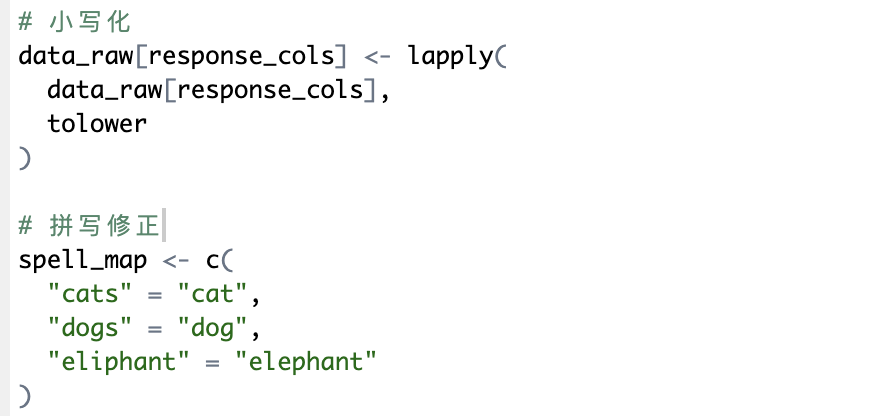 # 小写化
data_raw[response_cols] <- lapply(
  data_raw[response_cols],
  tolower
)

# 拼写修正
spell_map <- c(
  "cats" = "cat",
  "dogs" = "dog",
  "eliphant" = "elephant"
)